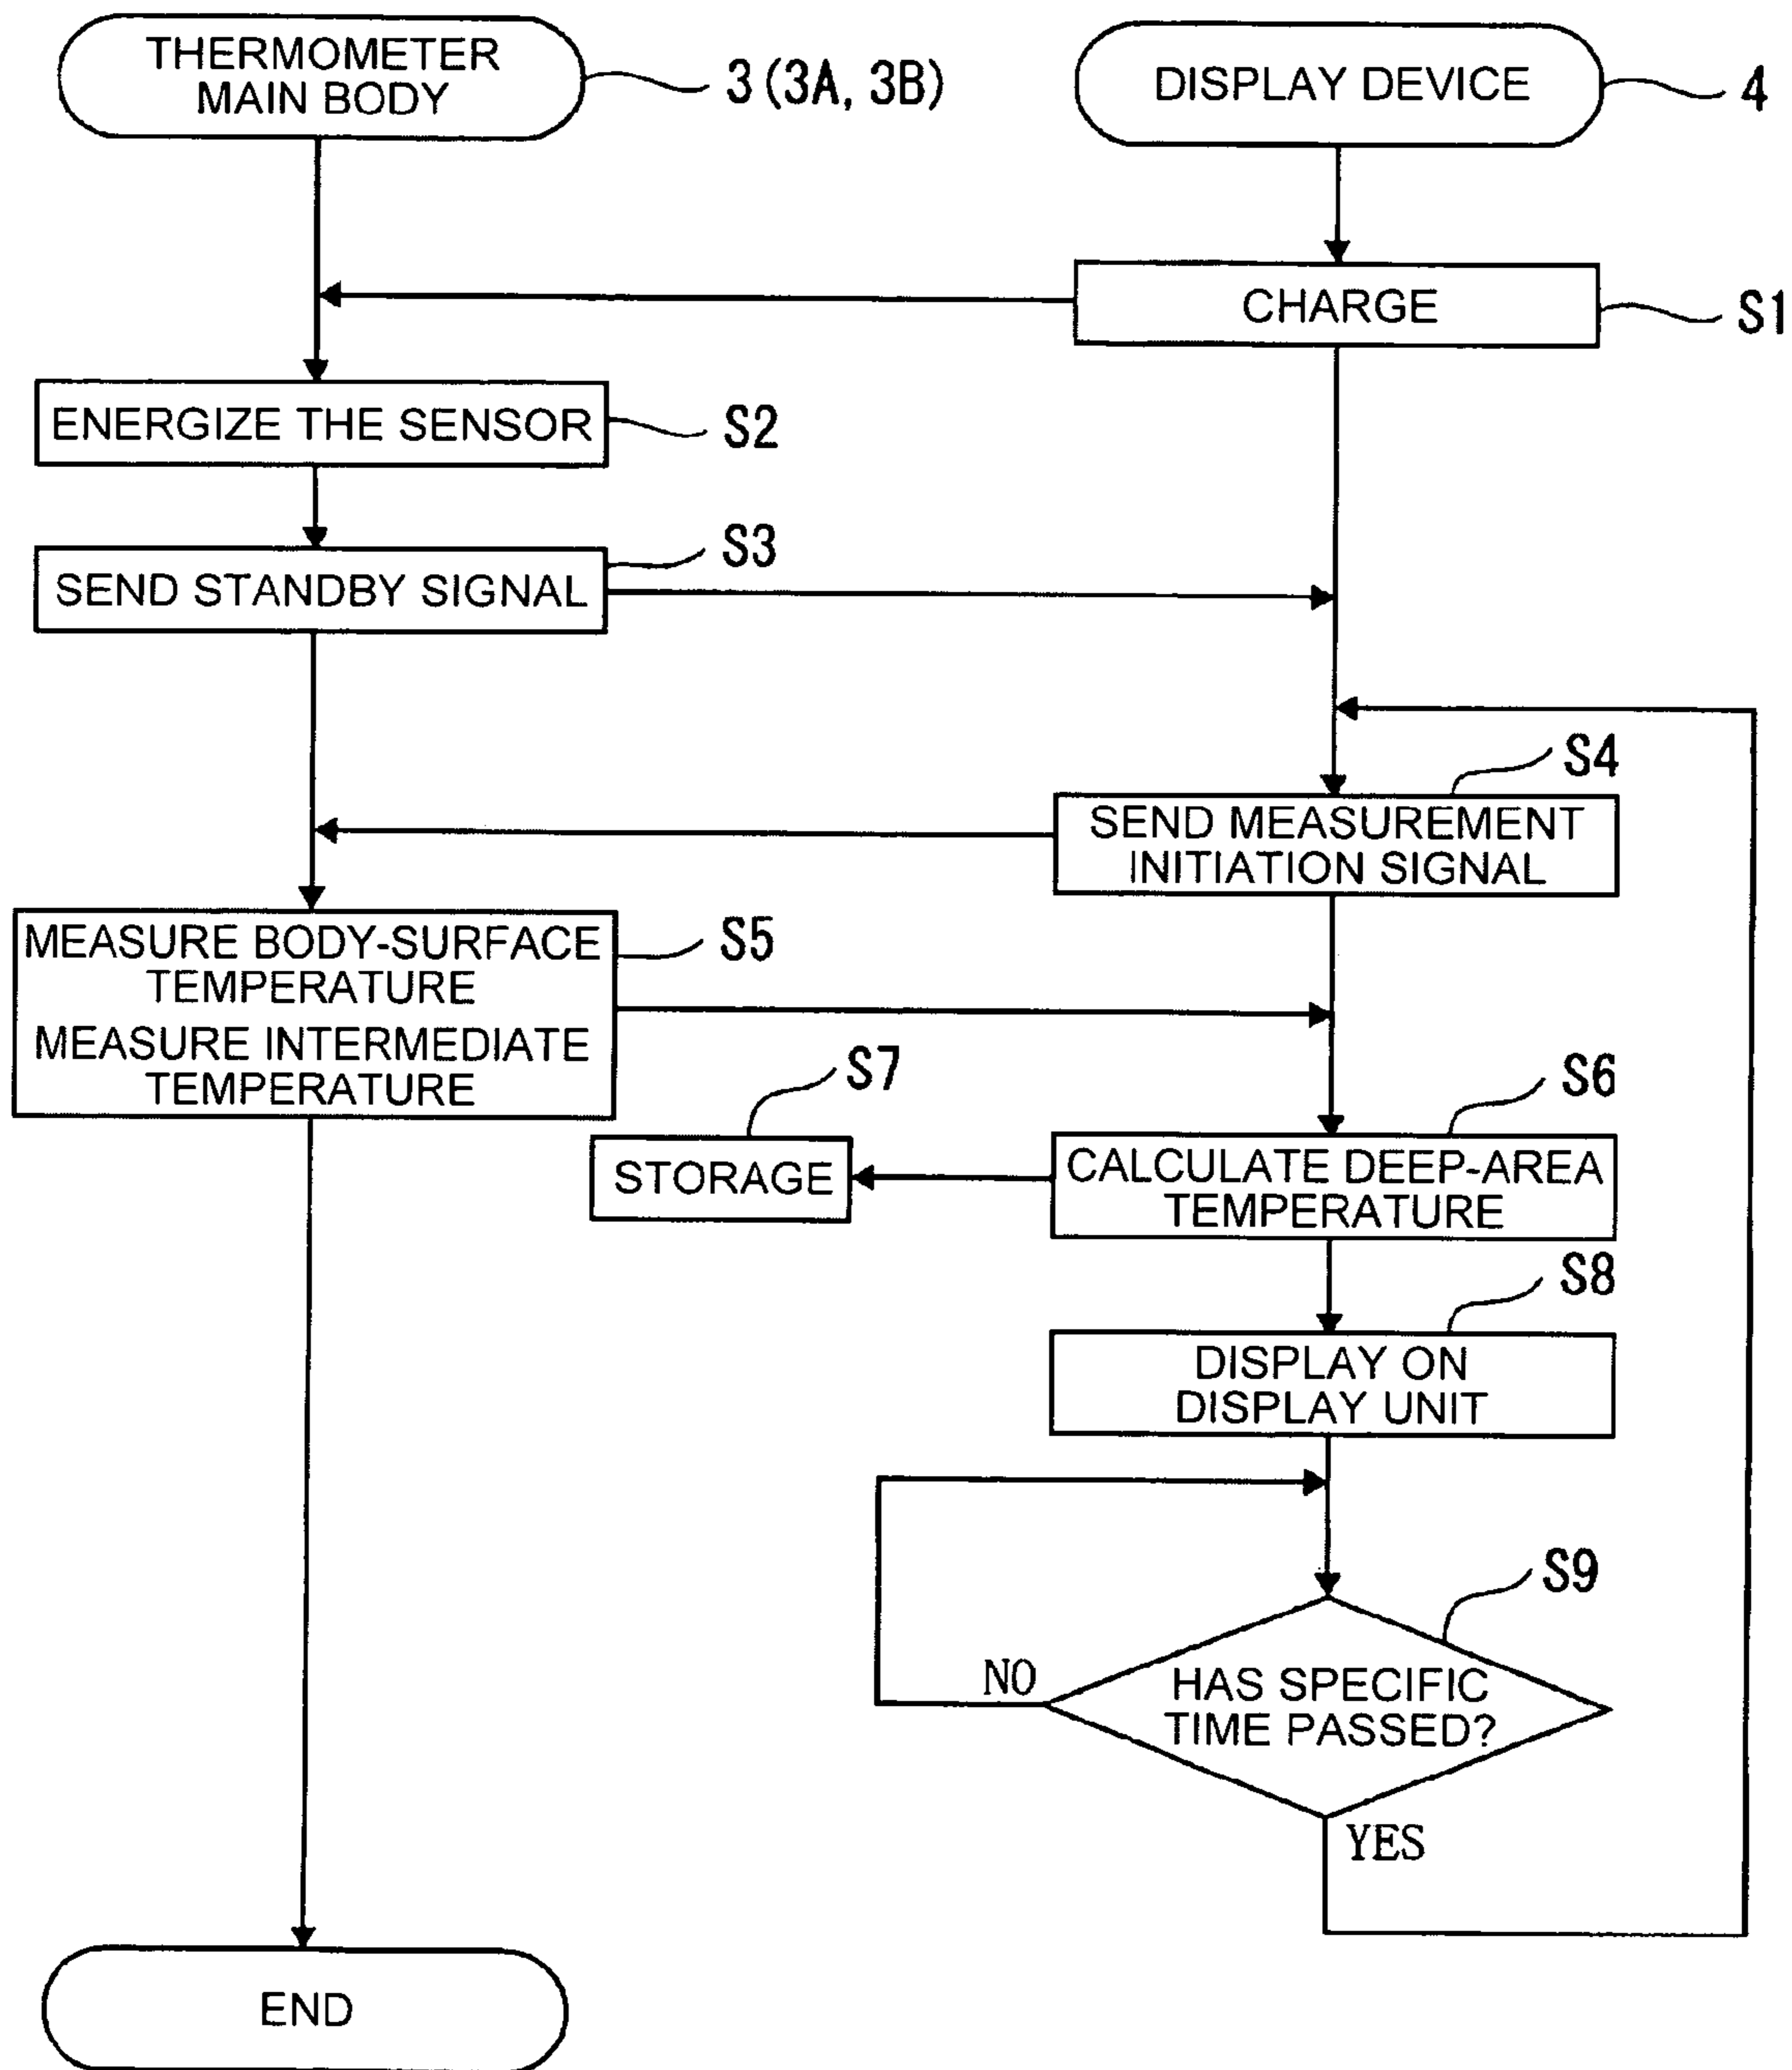 THERMOMETER
MAIN BODY
3 (3A, 3B)
DISPLAY DEVICE
4
CHARGE
S1
ENERGIZE THE SENSOR
S2
SEND STANDBY SIGNAL
S3
S4
SEND MEASUREMENT
INITIATION SIGNAL
MEASURE BODY-SURFACE
TEMPERATURE
MEASURE INTERMEDIATE
TEMPERATURE
S5
S7
STORAGE
S6
CALCULATE DEEP-AREA
TEMPERATURE
S8
DISPLAY ON
DISPLAY UNIT
S9
NO
HAS SPECIFIC
TIME PASSED?
YES
END